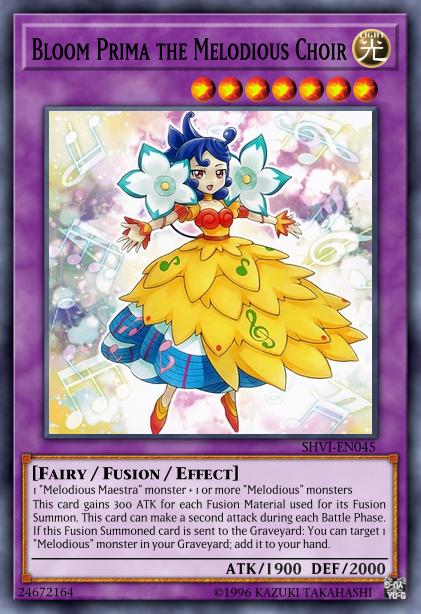 BLOOM PRIMA THE MELODIOUS CHOIR
LIGHT
光
SHVI-EN045
[FAIRY / FUSION / EFFECT]
1 "Melodious Maestra" monster + 1 or more "Melodious" monsters
This card gains 300 ATK for each Fusion Material used for its Fusion
Summon. This card can make a second attack during each Battle Phase.
If this Fusion Summoned card is sent to the Graveyard: You can target 1
"Melodious" monster in your Graveyard; add it to your hand.
ATK/1900 DEF/2000
24672164
©1996 KAZUKI TAKAHASHI